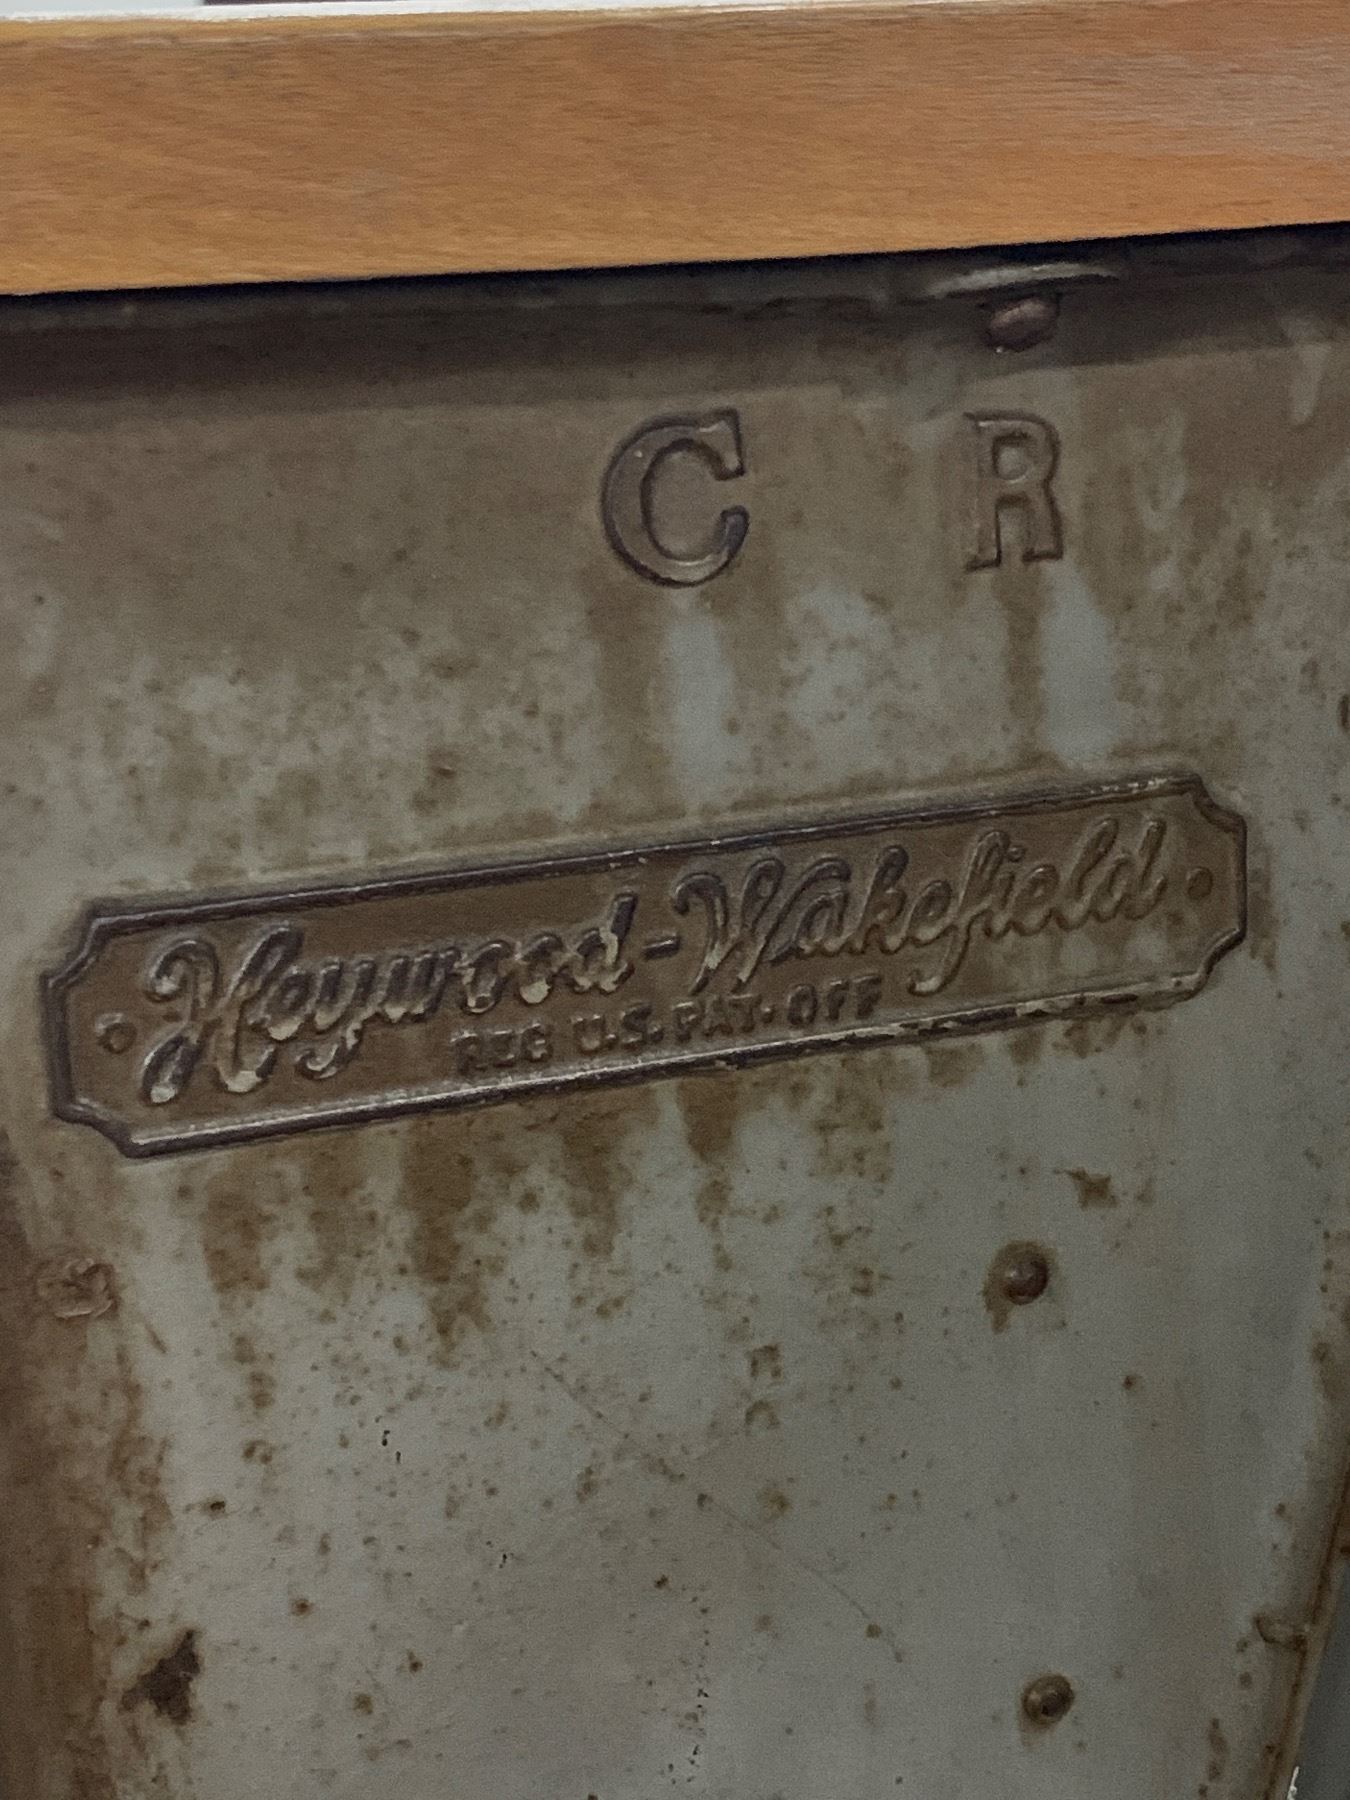 C R
Heywood-Wakefield
REG U.S. PAT. OFF